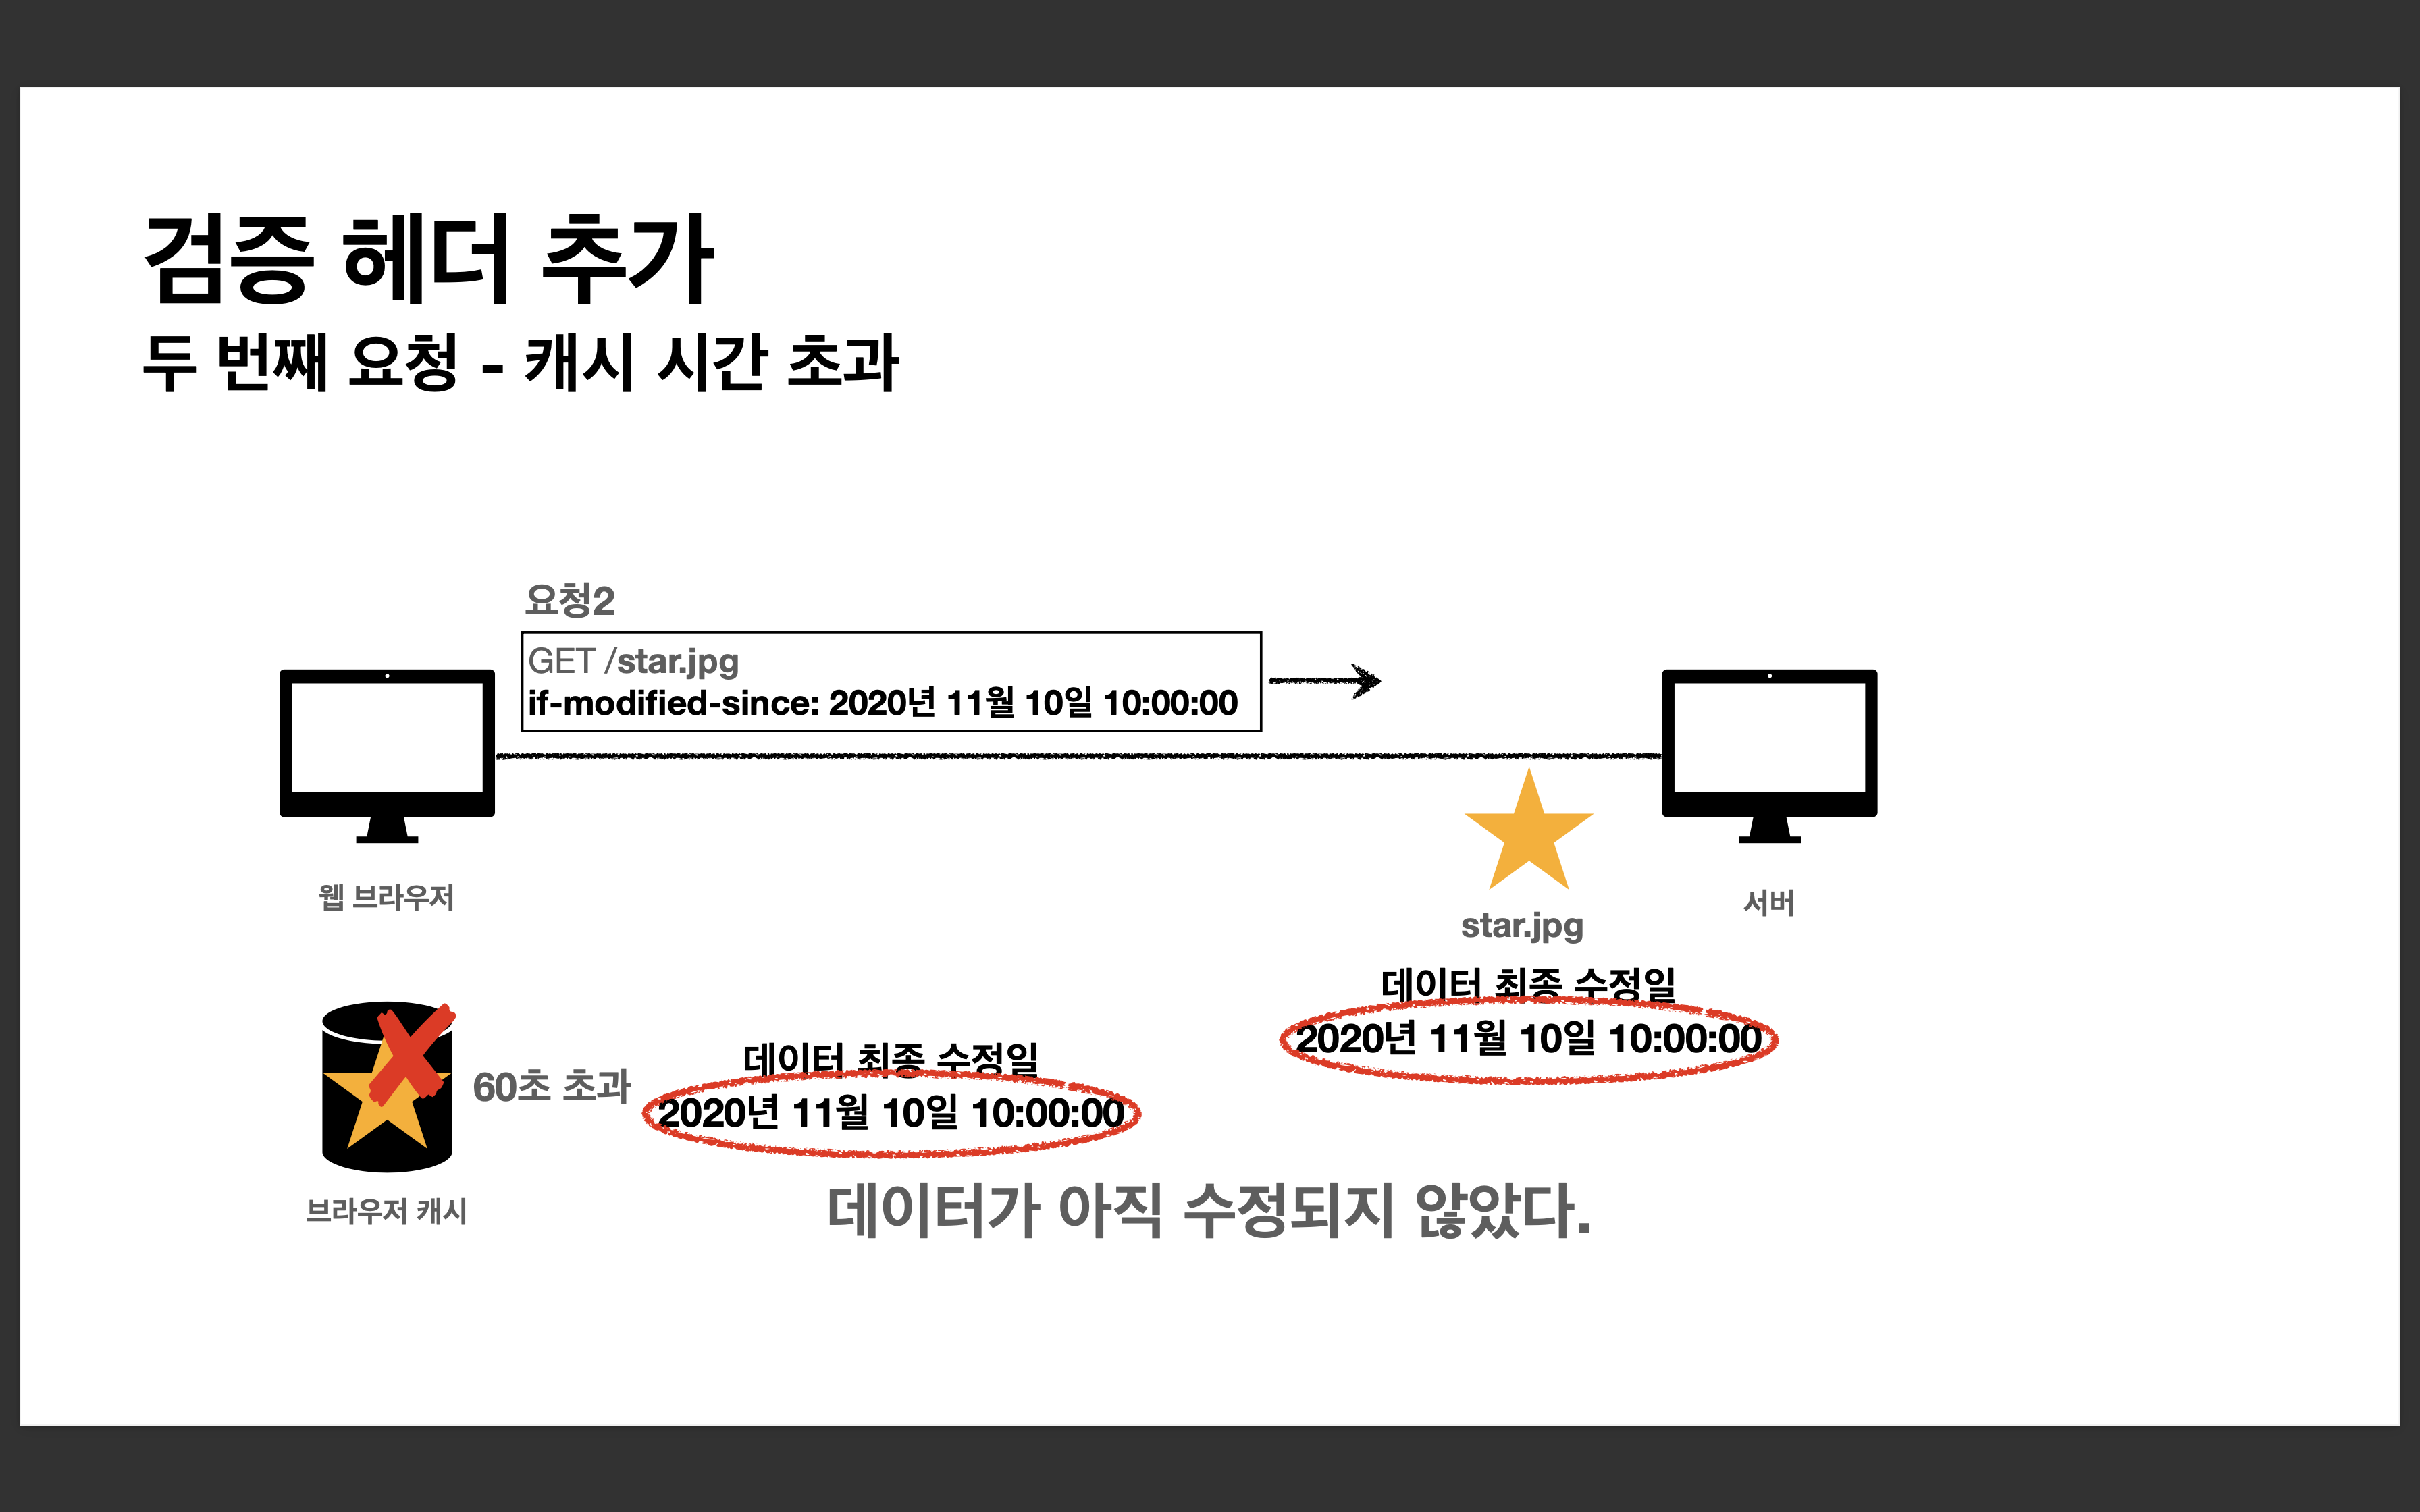 검증 헤더 추가
두 번째 요청 - 캐시 시간 초과
요청2
GET /star.jpg
if-modified-since: 2020년 11월 10일 10:00:00
웹 브라우저
서버
star.jpg
데이터 최종 수정일
2020년 11월 10일 10:00:00
60초 초과
데이터 최종 수정일
2020년 11월 10일 10:00:00
브라우저 캐시
데이터가 아직 수정되지 않았다.